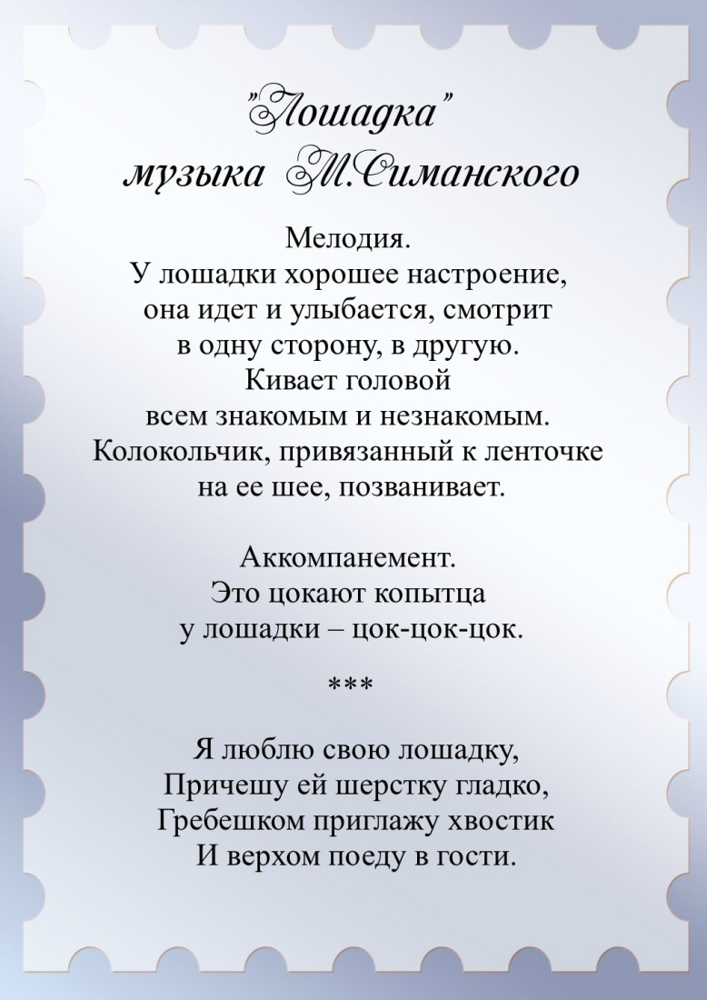 "Лошадка"
музыка М.Симанского
Мелодия.
У лошадки хорошее настроение,
она идет и улыбается, смотрит
в одну сторону, в другую.
Кивает головой
всем знакомым и незнакомым.
Колокольчик, привязанный к ленточке
на ее шее, позванивает.
Аккомпанемент.
Это цокают копытца
у лошадки – цок-цок-цок.
***
Я люблю свою лошадку,
Причешу ей шерстку гладко,
Гребешком приглажу хвостик
И верхом поеду в гости.